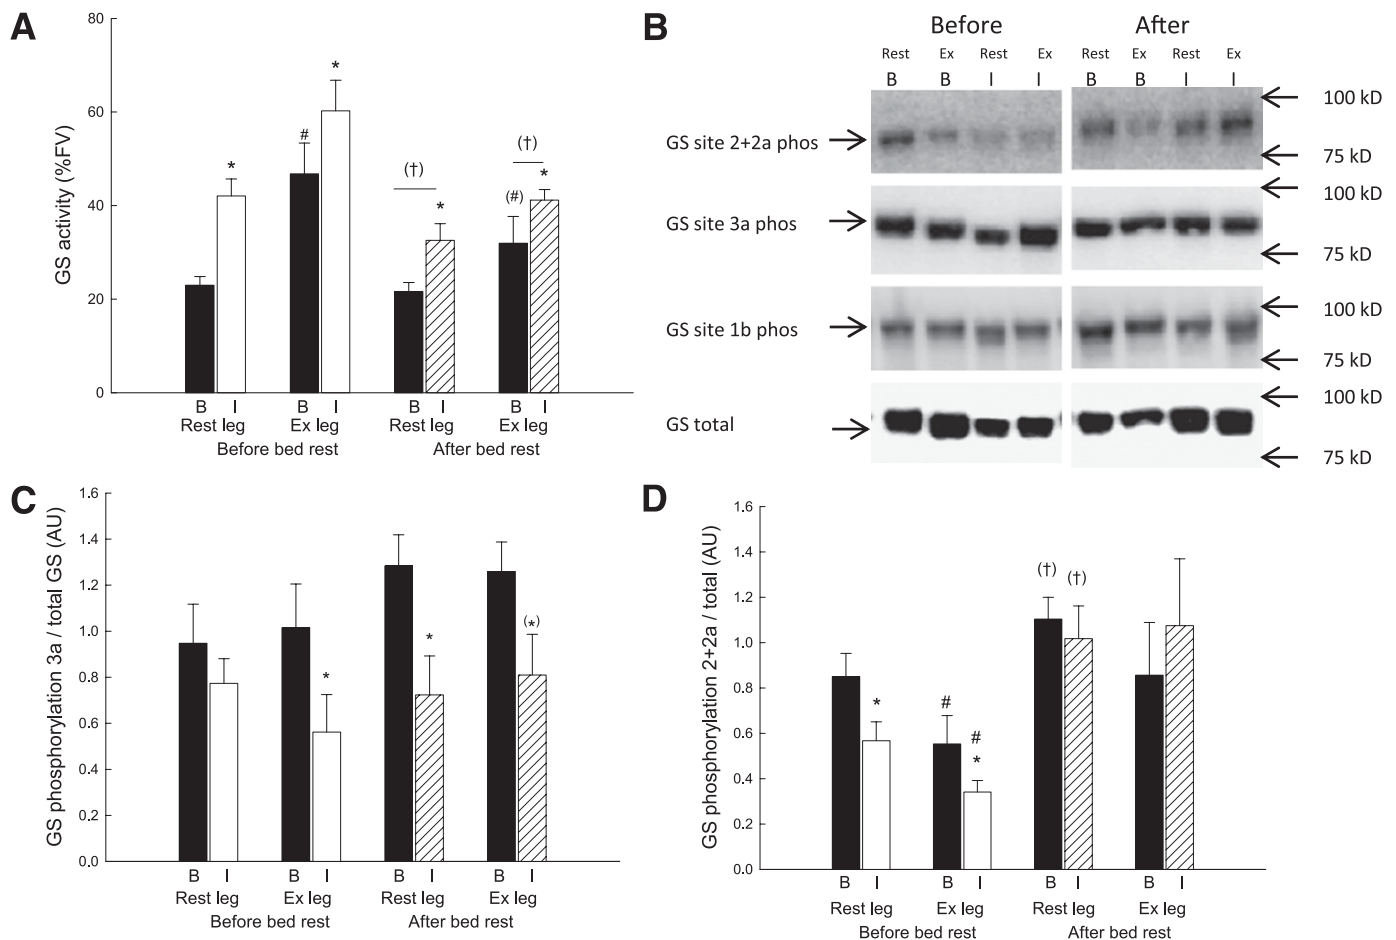 A
GS activity (%FV)
80
60
40
20
0
*
#
*
(†)
*
(#)
(†)
*
B I B I B I B I
Rest leg Ex leg Rest leg Ex leg
Before bed rest After bed rest
B
Before After
Rest Ex Rest Ex Rest Ex Rest Ex
B B I I B B I I
GS site 2+2a phos
100 kD
75 kD
GS site 3a phos
100 kD
75 kD
GS site 1b phos
100 kD
75 kD
GS total
100 kD
75 kD
C
GS phosphorylation 3a / total GS (AU)
1.6
1.4
1.2
1.0
0.8
0.6
0.4
0.2
0.0
*
*
(*)
B I B I B I B I
Rest leg Ex leg Rest leg Ex leg
Before bed rest After bed rest
D
GS phosphorylation 2+2a / total (AU)
1.6
1.4
1.2
1.0
0.8
0.6
0.4
0.2
0.0
*
#
#
*
(†)
(†)
B I B I B I B I
Rest leg Ex leg Rest leg Ex leg
Before bed rest After bed rest